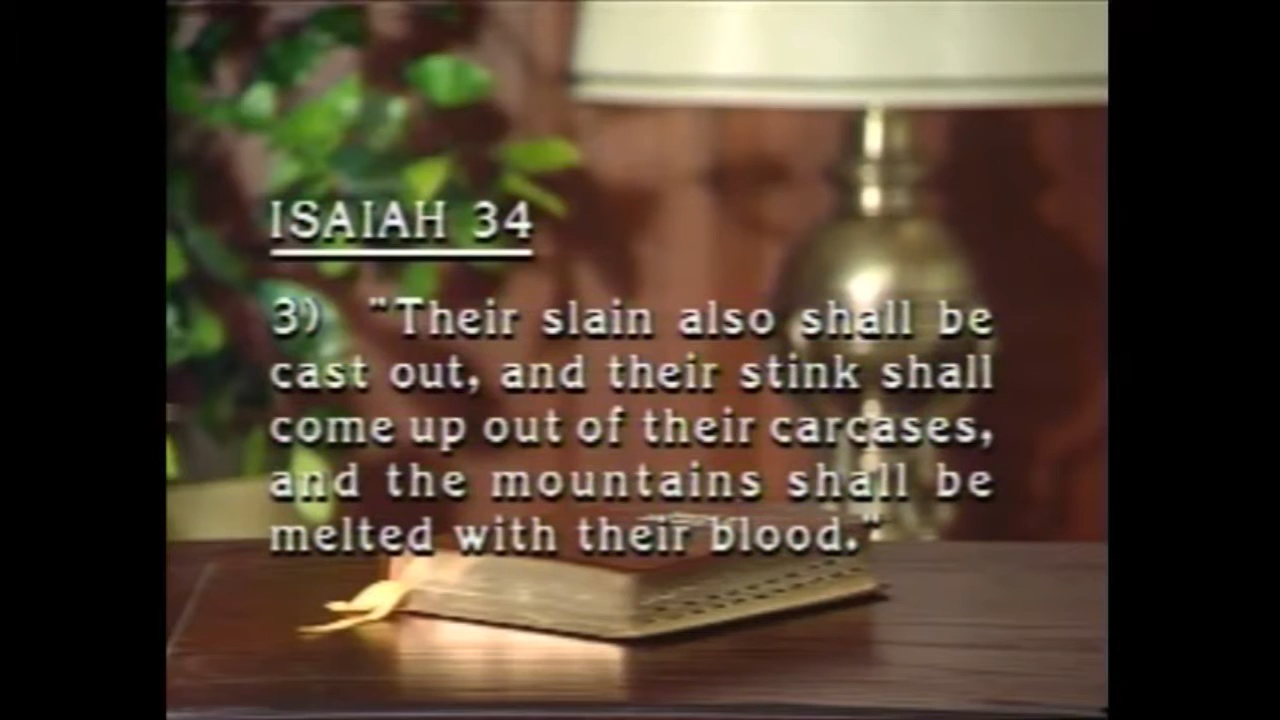 ISAIAH 34
3) "Their slain also shall be
cast out, and their stink shall
come up out of their carcases,
and the mountains shall be
melted with their blood."